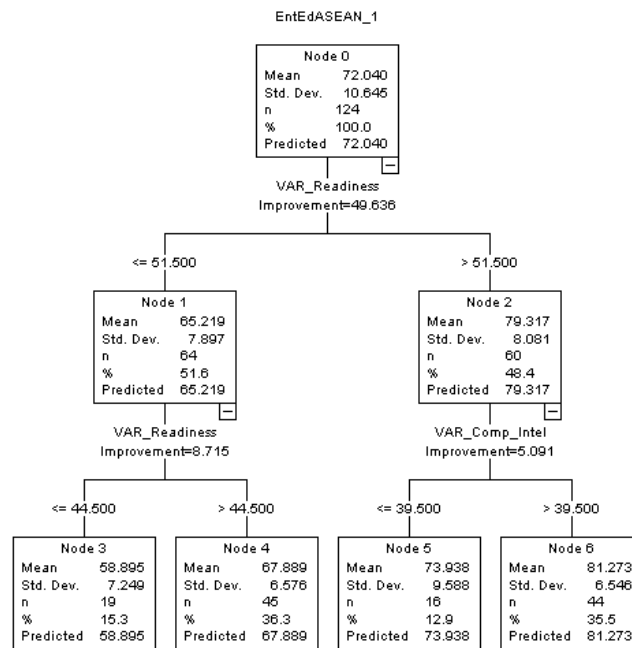 EntEdASEAN_1
Node 0
Mean 72.040
Std. Dev. 10.645
n 124
% 100.0
Predicted 72.040
VAR_Readiness
Improvement=49.636
<= 51.500
> 51.500
Node 1
Mean 65.219
Std. Dev. 7.897
n 64
% 51.6
Predicted 65.219
Node 2
Mean 79.317
Std. Dev. 8.081
n 60
% 48.4
Predicted 79.317
VAR_Readiness
Improvement=8.715
VAR_Comp_Intel
Improvement=5.091
<= 44.500
> 44.500
<= 39.500
> 39.500
Node 3
Mean 58.895
Std. Dev. 7.249
n 19
% 15.3
Predicted 58.895
Node 4
Mean 67.889
Std. Dev. 6.576
n 45
% 36.3
Predicted 67.889
Node 5
Mean 73.938
Std. Dev. 9.588
n 16
% 12.9
Predicted 73.938
Node 6
Mean 81.273
Std. Dev. 6.546
n 44
% 35.5
Predicted 81.273